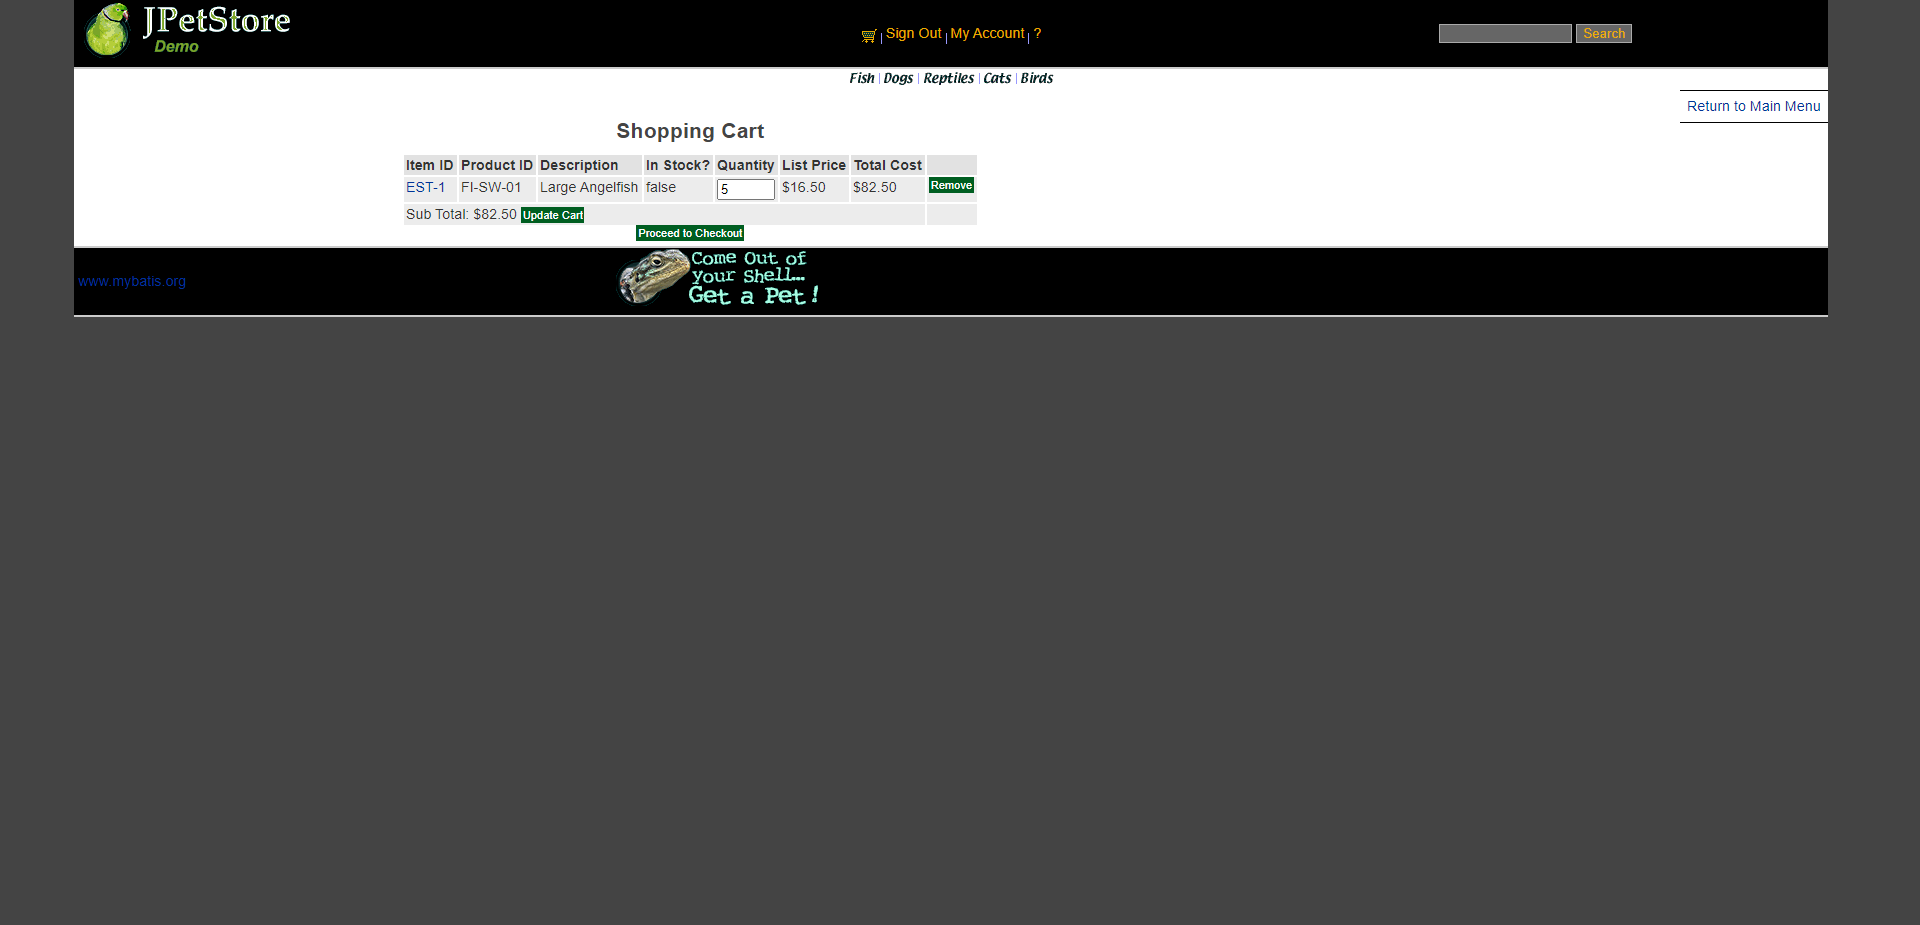 JPetStore
Demo
Sign Out My Account ?
Search
Fish Dogs Reptiles Cats Birds
Return to Main Menu
Shopping Cart
Item ID Product ID Description In Stock? Quantity List Price Total Cost
EST-1 FI-SW-01 Large Angelfish false 5 $16.50 $82.50 Remove
Sub Total: $82.50 Update Cart
Proceed to Checkout
www.mybatis.org
Come Out of
your Shell...
Get a Pet!